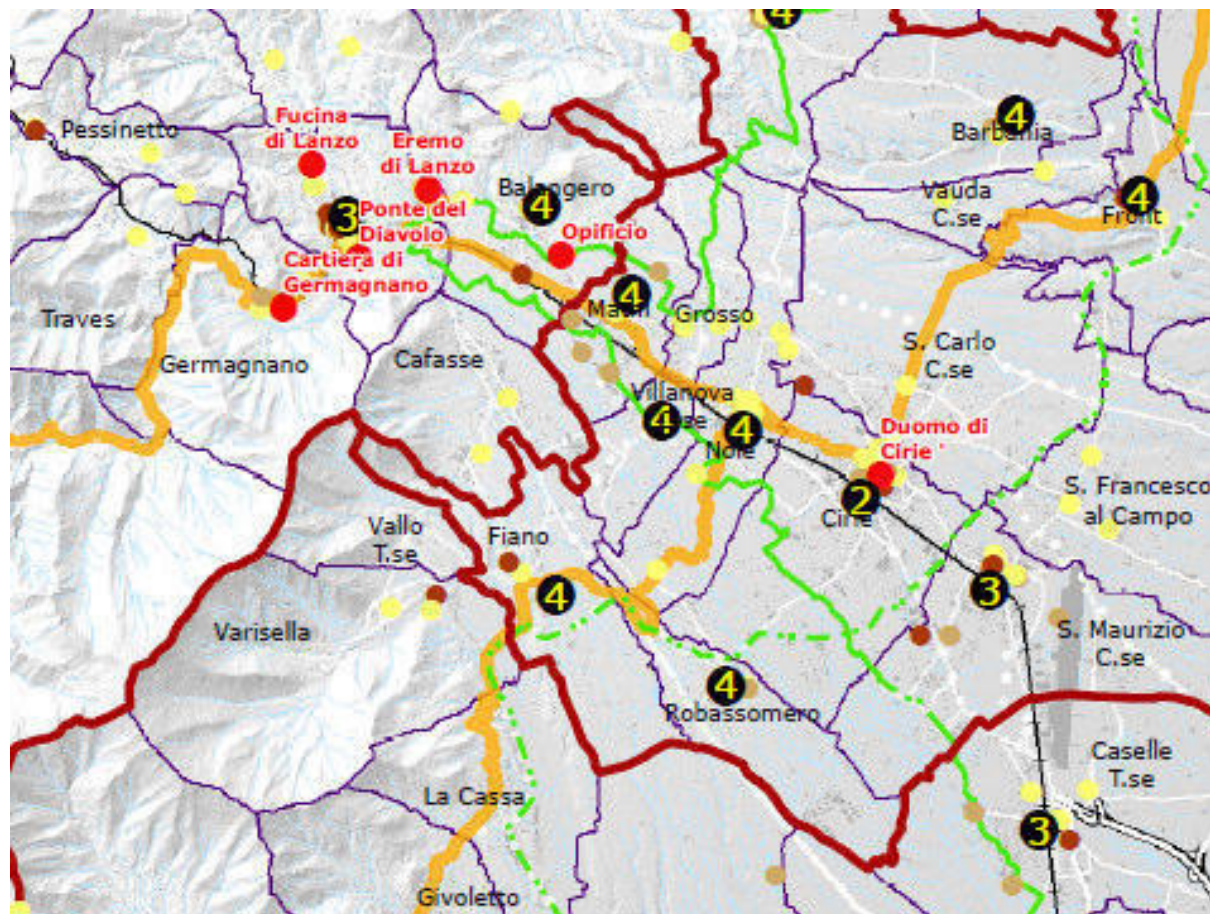 4
Fucina
di Lanzo
Pessinetto
Eremo
di Lanzo
4
Barbania
Balangero
4
Vauda
C.se
4
Front
3
Ponte del
Diavolo
Opificio
Cartiera di
Germagnano
4
Mathi
Grosso
Traves
Germagnano
Cafasse
S. Carlo
C.se
Villanova
4
4
Nole
Duomo di
Cirie '
2
Cirie
S. Francesco
al Campo
Vallo
T.se
Fiano
4
3
Varisella
S. Maurizio
C.se
4
Robassomero
Caselle
T.se
La Cassa
3
Givoletto